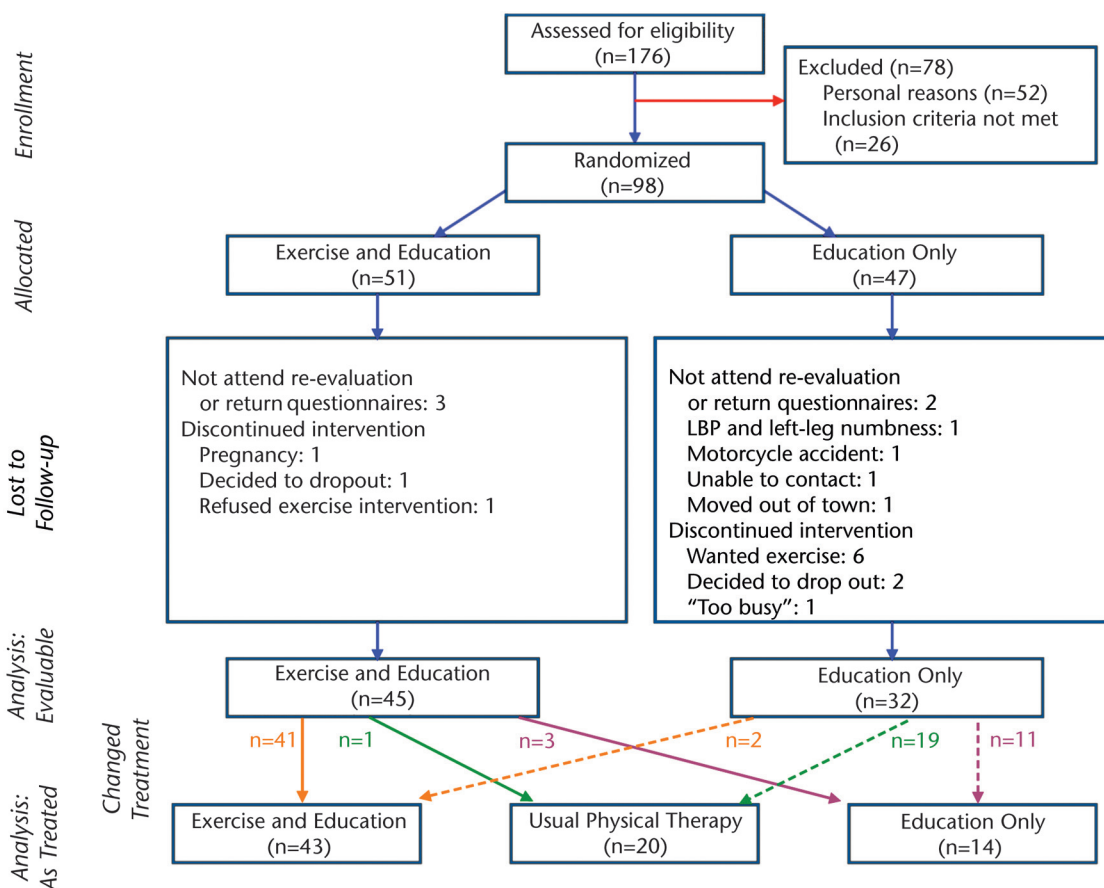 Enrollment
Assessed for eligibility
(n=176)
Excluded (n=78)
Personal reasons (n=52)
Inclusion criteria not met
(n=26)
Randomized
(n=98)
Allocated
Exercise and Education
(n=51)
Education Only
(n=47)
Lost to
Follow-up
Not attend re-evaluation
or return questionnaires: 3
Discontinued intervention
Pregnancy: 1
Decided to dropout: 1
Refused exercise intervention: 1
Not attend re-evaluation
or return questionnaires: 2
LBP and left-leg numbness: 1
Motorcycle accident: 1
Unable to contact: 1
Moved out of town: 1
Discontinued intervention
Wanted exercise: 6
Decided to drop out: 2
“Too busy”: 1
Analysis:
Evaluable
Exercise and Education
(n=45)
Education Only
(n=32)
Changed
Treatment
n=41
n=1
n=3
n=2
n=19
n=11
Analysis:
As Treated
Exercise and Education
(n=43)
Usual Physical Therapy
(n=20)
Education Only
(n=14)